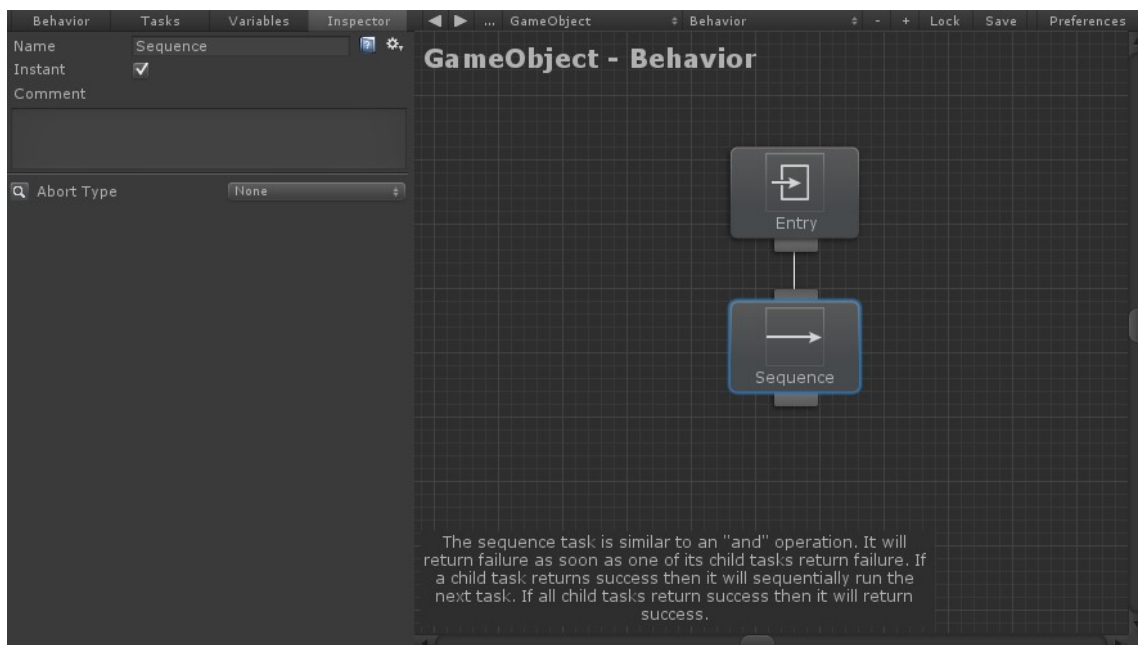 Behavior Tasks Variables Inspector ... GameObject Behavior - + Lock Save Preferences
Name Sequence
Instant
Comment
Abort Type None
GameObject - Behavior
Entry
Sequence
The sequence task is similar to an "and" operation. It will
return failure as soon as one of its child tasks return failure. If
a child task returns success then it will sequentially run the
next task. If all child tasks return success then it will return
success.